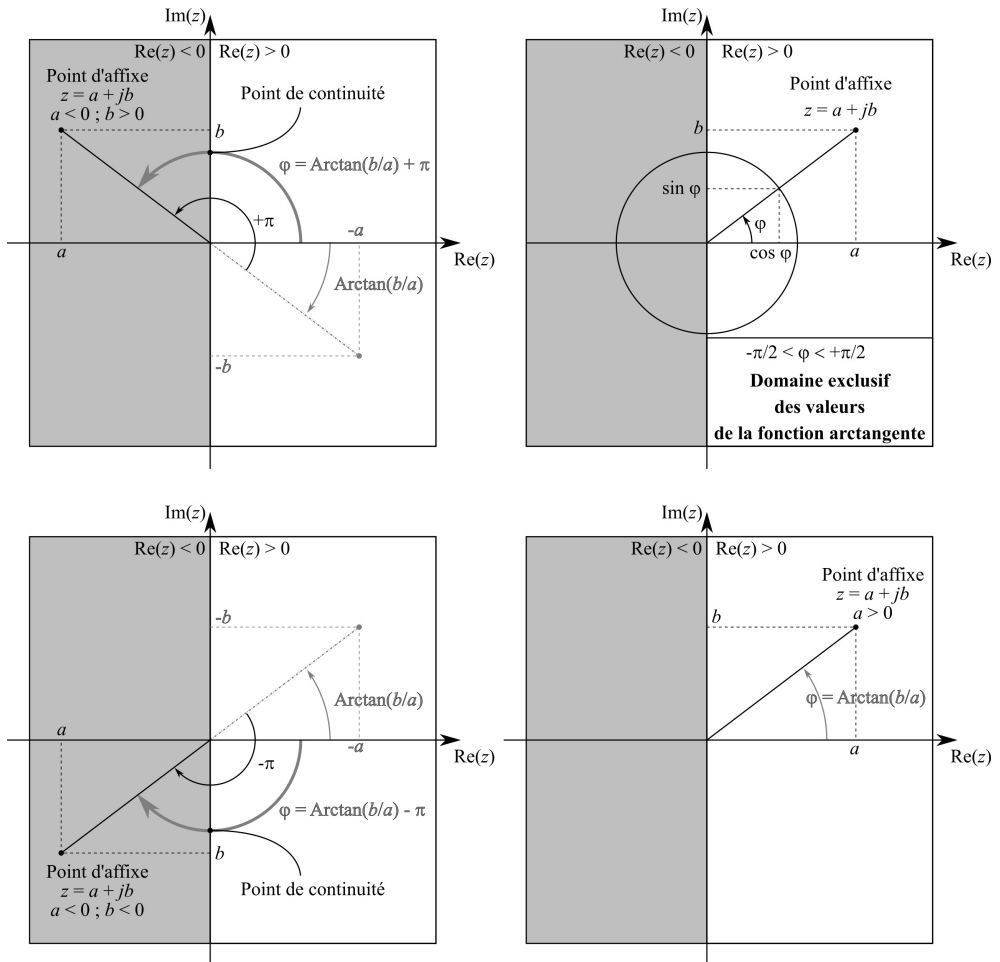 Im(z)
Re(z) < 0
Re(z) > 0
Point d'affixe
z = a + jb
a < 0 ; b > 0
Point de continuité
b
φ = Arctan(b/a) + π
+π
-a
a
Re(z)
Arctan(b/a)
-b
Im(z)
Re(z) < 0
Re(z) > 0
Point d'affixe
z = a + jb
b
sin φ
φ
cos φ
a
Re(z)
-π/2 < φ < +π/2
Domaine exclusif
des valeurs
de la fonction arctangente
Im(z)
Re(z) < 0
Re(z) > 0
-b
Arctan(b/a)
a
-a
Re(z)
-π
φ = Arctan(b/a) - π
b
Point d'affixe
z = a + jb
a < 0 ; b < 0
Point de continuité
Im(z)
Re(z) < 0
Re(z) > 0
Point d'affixe
z = a + jb
a > 0
b
φ = Arctan(b/a)
a
Re(z)